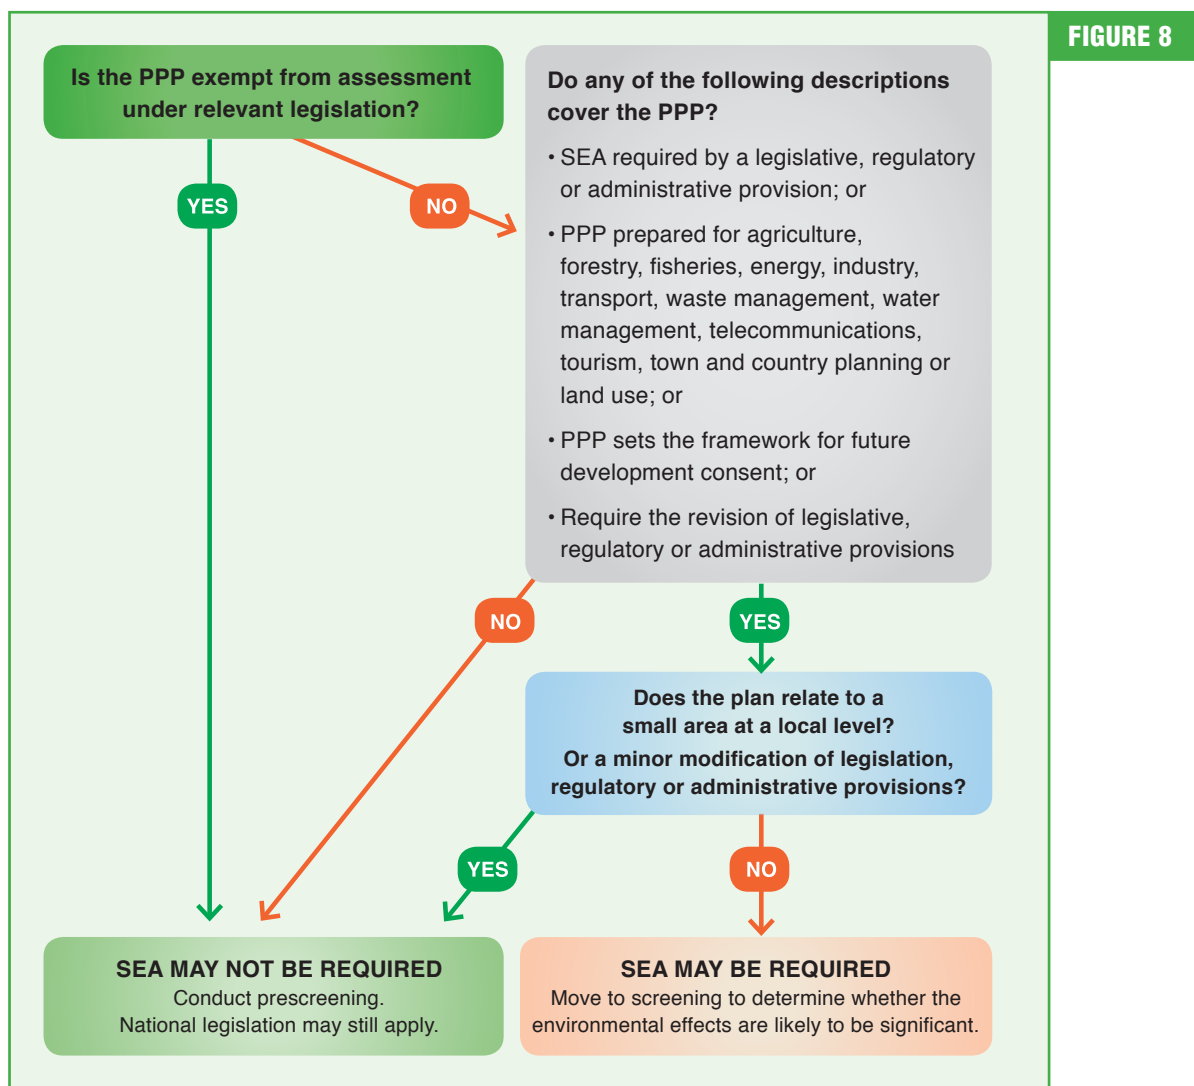 FIGURE 8
Is the PPP exempt from assessment
under relevant legislation?
YES
NO
Do any of the following descriptions
cover the PPP?
• SEA required by a legislative, regulatory
or administrative provision; or
• PPP prepared for agriculture,
forestry, fisheries, energy, industry,
transport, waste management, water
management, telecommunications,
tourism, town and country planning or
land use; or
• PPP sets the framework for future
development consent; or
• Require the revision of legislative,
regulatory or administrative provisions
NO
YES
Does the plan relate to a
small area at a local level?
Or a minor modification of legislation,
regulatory or administrative provisions?
YES
NO
SEA MAY NOT BE REQUIRED
Conduct prescreening.
National legislation may still apply.
SEA MAY BE REQUIRED
Move to screening to determine whether the
environmental effects are likely to be significant.